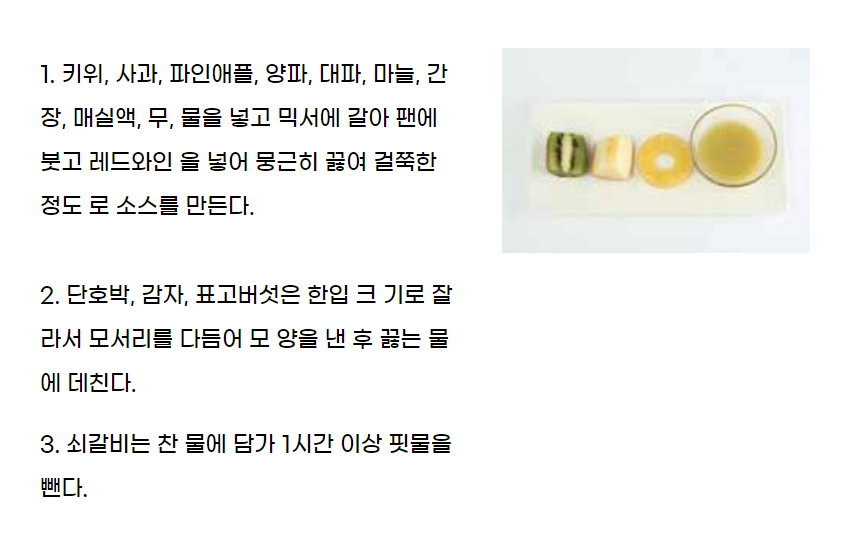 1. 키위, 사과, 파인애플, 양파, 대파, 마늘, 간
장, 매실액, 무, 물을 넣고 믹서에 갈아 팬에
붓고 레드와인 을 넣어 뭉근히 끓여 걸쭉한
정도 로 소스를 만든다.
2. 단호박, 감자, 표고버섯은 한입 크 기로 잘
라서 모서리를 다듬어 모 양을 낸 후 끓는 물
에 데친다.
3. 쇠갈비는 찬 물에 담가 1시간 이상 핏물을
뺀다.